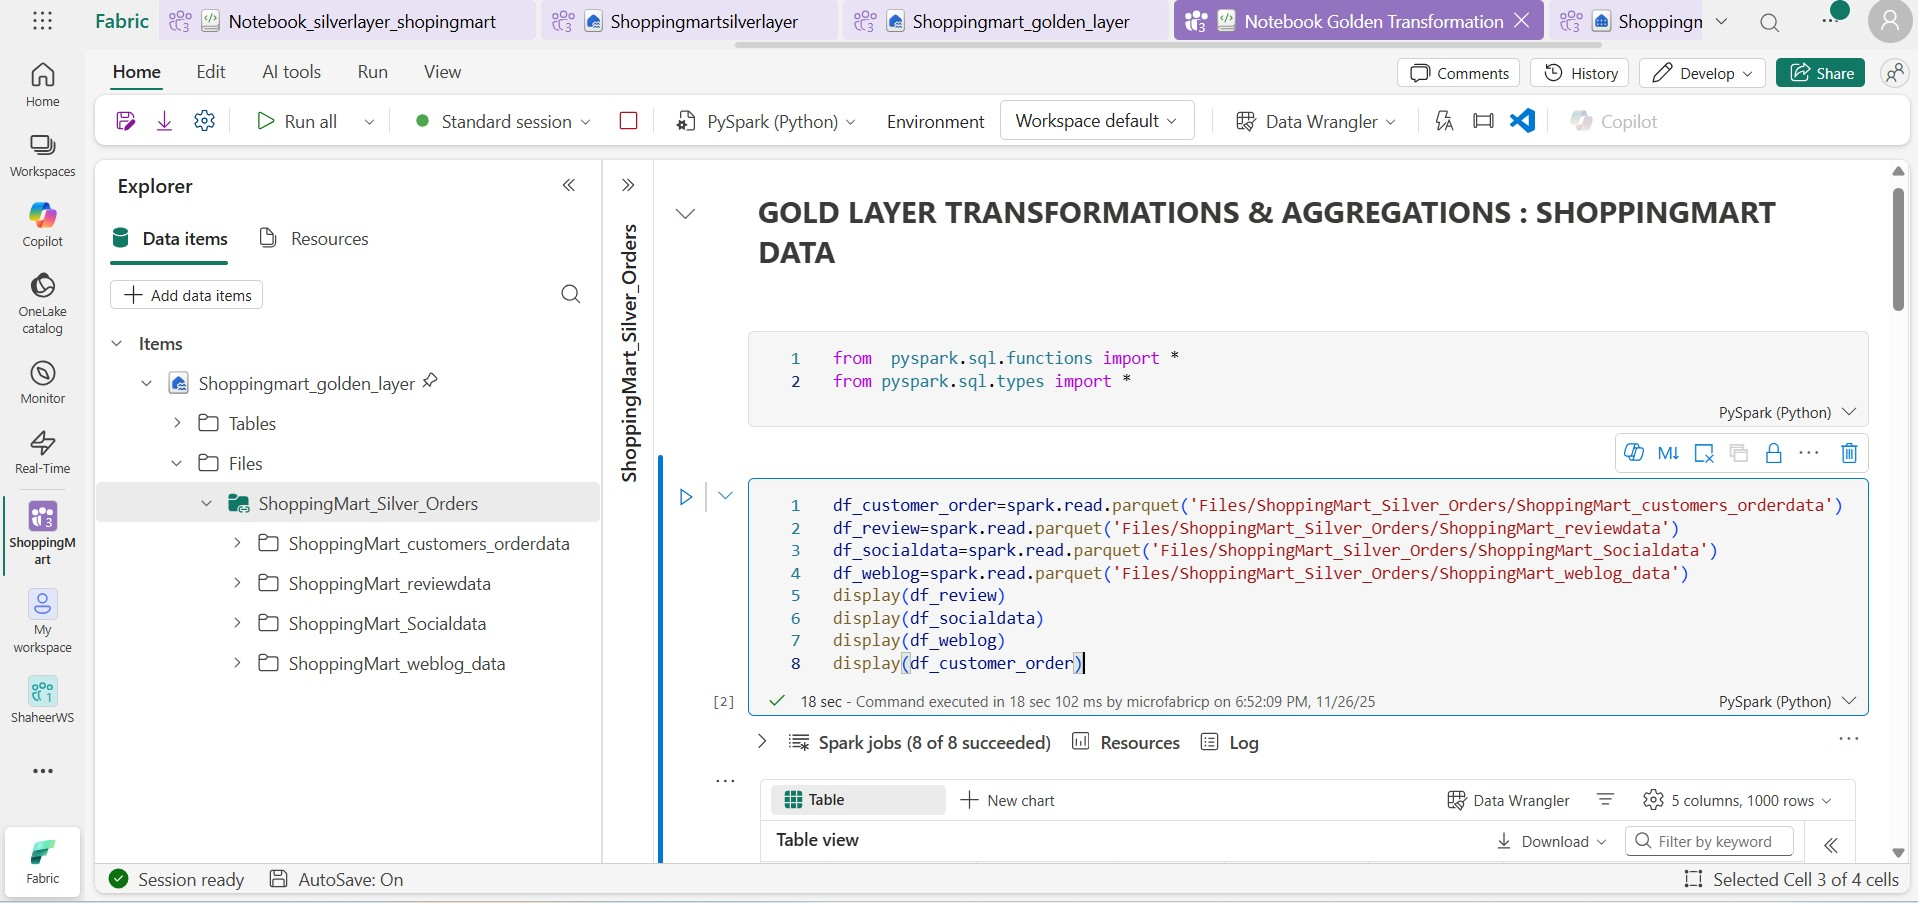 Fabric
Notebook_silverlayer_shopingmart
Shoppingmartsilverlayer
Shoppingmart_golden_layer
Notebook Golden Transformation
Home
Edit
AI tools
Run
View
Comments
History
Develop
Share
Run all
Standard session
PySpark (Python)
Environment
Workspace default
Data Wrangler
Copilot
Home
Workspaces
Copilot
OneLake
catalog
Monitor
Real-Time
ShoppingM
art
My
workspace
ShaheerWS
Fabric
Explorer
Data items
Resources
Add data items
Items
Shoppingmart_golden_layer
Tables
Files
ShoppingMart_Silver_Orders
ShoppingMart_customers_orderdata
ShoppingMart_reviewdata
ShoppingMart_Socialdata
ShoppingMart_weblog_data
ShoppingMart_Silver_Orders
GOLD LAYER TRANSFORMATIONS & AGGREGATIONS : SHOPPINGMART
DATA
1 from  pyspark.sql.functions import *
2 from pyspark.sql.types import *
PySpark (Python)
M↓
1 df_customer_order=spark.read.parquet('Files/ShoppingMart_Silver_Orders/ShoppingMart_customers_orderdata')
2 df_review=spark.read.parquet('Files/ShoppingMart_Silver_Orders/ShoppingMart_reviewdata')
3 df_socialdata=spark.read.parquet('Files/ShoppingMart_Silver_Orders/ShoppingMart_Socialdata')
4 df_weblog=spark.read.parquet('Files/ShoppingMart_Silver_Orders/ShoppingMart_weblog_data')
5 display(df_review)
6 display(df_socialdata)
7 display(df_weblog)
8 display(df_customer_order)
[2] 18 sec - Command executed in 18 sec 102 ms by microfabricp on 6:52:09 PM, 11/26/25
PySpark (Python)
Spark jobs (8 of 8 succeeded)
Resources
Log
Table
New chart
Data Wrangler
5 columns, 1000 rows
Table view
Download
Filter by keyword
Session ready
AutoSave: On
Selected Cell 3 of 4 cells